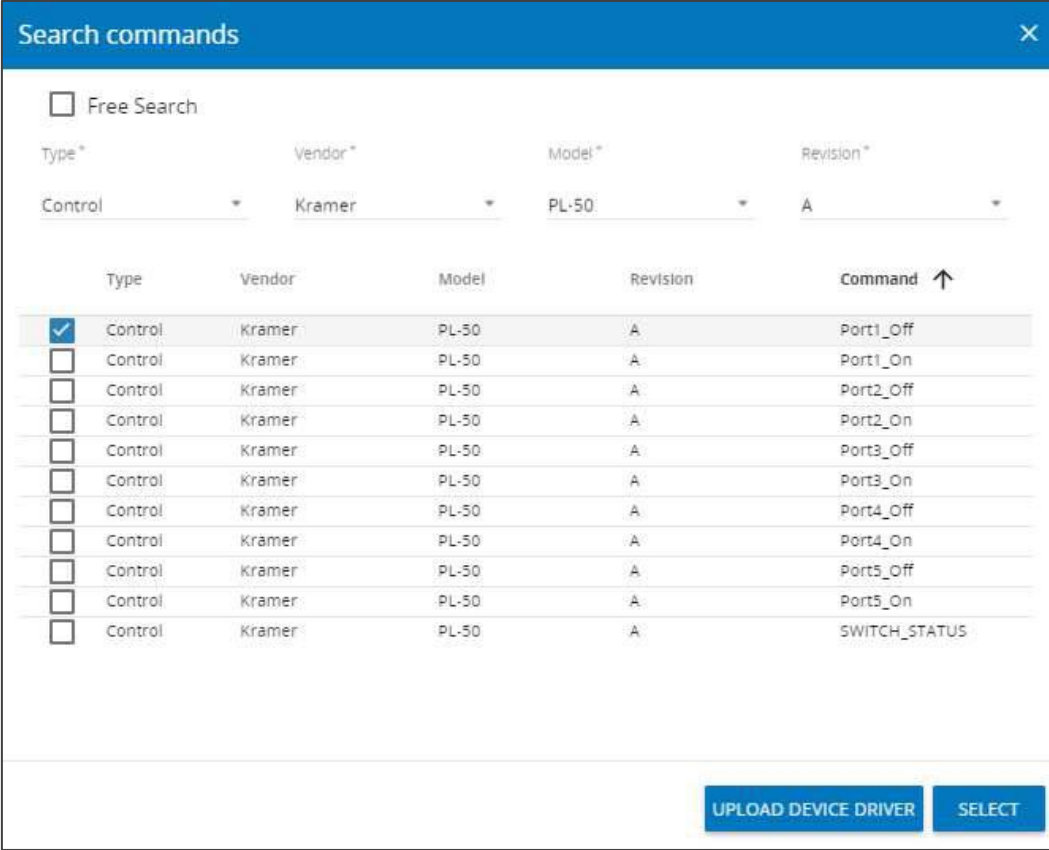 Search commands
Free Search
Type * Vendor * Model * Revision *
Control Kramer PL-50 A
Type Vendor Model Revision Command
Control Kramer PL-50 A Port1_Off
Control Kramer PL-50 A Port1_On
Control Kramer PL-50 A Port2_Off
Control Kramer PL-50 A Port2_On
Control Kramer PL-50 A Port3_Off
Control Kramer PL-50 A Port3_On
Control Kramer PL-50 A Port4_Off
Control Kramer PL-50 A Port4_On
Control Kramer PL-50 A Port5_Off
Control Kramer PL-50 A Port5_On
Control Kramer PL-50 A SWITCH_STATUS
UPLOAD DEVICE DRIVER SELECT